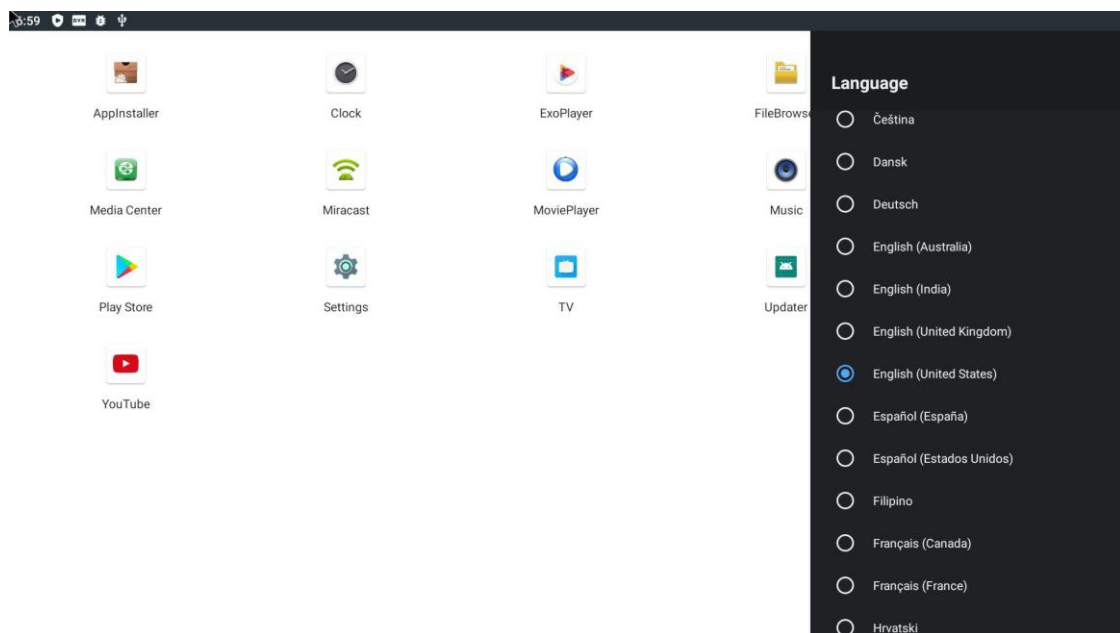 :59 DVR
AppInstaller Clock ExoPlayer FileBrowse
Media Center Miracast MoviePlayer Music
Play Store Settings TV Updater
YouTube
Language
Čeština
Dansk
Deutsch
English (Australia)
English (India)
English (United Kingdom)
English (United States)
Español (España)
Español (Estados Unidos)
Filipino
Français (Canada)
Français (France)
Hrvatski